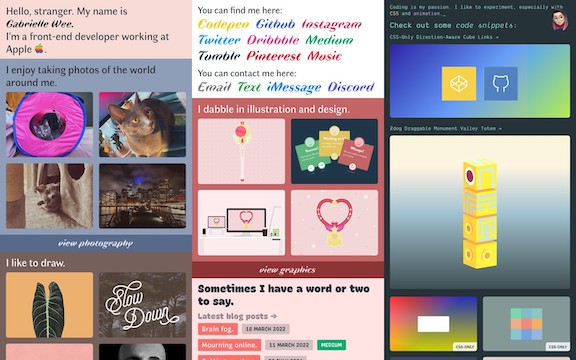 Hello, stranger. My name is
Gabrielle Wee.
I'm a front-end developer working at
Apple 🍎.
I enjoy taking photos of the world
around me.
view photography
I like to draw.
Slow
Down
You can find me here:
Codepen Github Instagram
Twitter Dribbble Medium
Tumblr Pinterest Music
You can contact me here:
Email Text iMessage Discord
I dabble in illustration and design.
view graphics
Sometimes I have a word or two
to say.
Latest blog posts →
Brain fog. 18 MARCH 2022
Mourning online. 11 MARCH 2022 MEDIUM
Coding is my passion. I like to experiment, especially with
CSS and animation.
Check out some code snippets:
CSS-Only Direction-Aware Cube Links →
Zdog Draggable Monument Valley Totem →
CSS-ONLY
CSS-ONLY